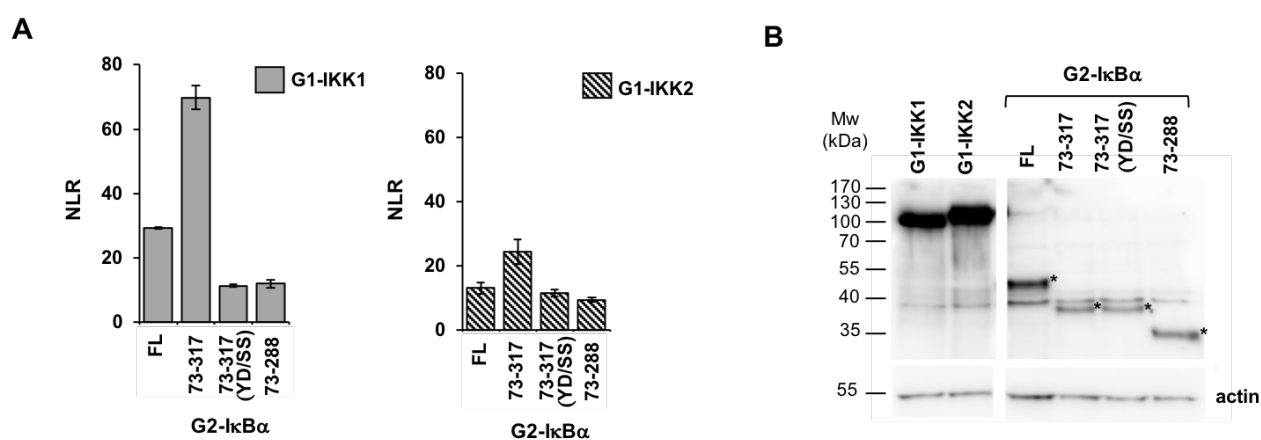 A
80
60
40
20
0
NLR
G1-IKK1
FL
73-317
73-317
(YD/SS)
73-288
G2-IκBα
80
60
40
20
0
NLR
G1-IKK2
FL
73-317
73-317
(YD/SS)
73-288
G2-IκBα
B
G2-IκBα
Mw
(kDa)
G1-IKK1
G1-IKK2
FL
73-317
73-317
(YD/SS)
73-288
170
130
100
70
55
*
40
*
*
35
*
55
actin